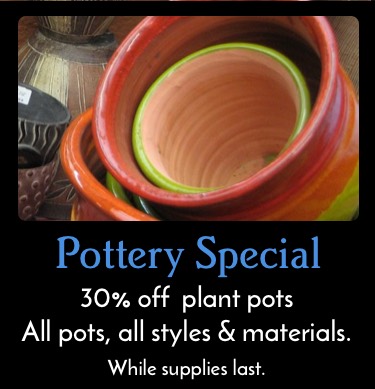 Pottery Special
30% off plant pots
All pots, all styles & materials.
While supplies last.